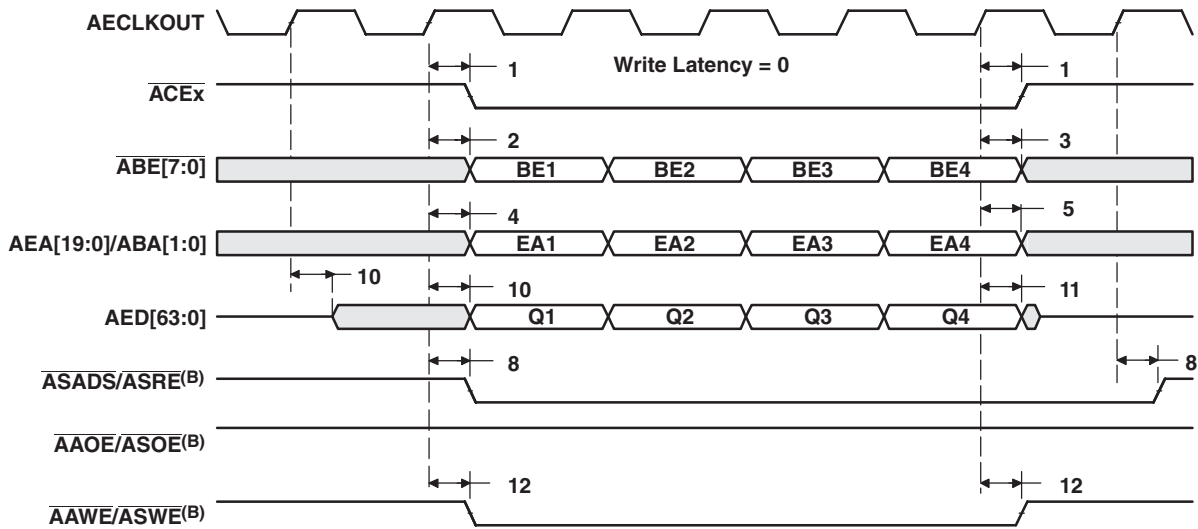 AECLKOUT
1 Write Latency = 0 1
ACEx
2 3
ABE[7:0] BE1 BE2 BE3 BE4
4 5
AEA[19:0]/ABA[1:0] EA1 EA2 EA3 EA4
10 10 11
AED[63:0] Q1 Q2 Q3 Q4
8 8
ASADS/ASRE(B)
AAOE/ASOE(B)
12 12
AAWE/ASWE(B)